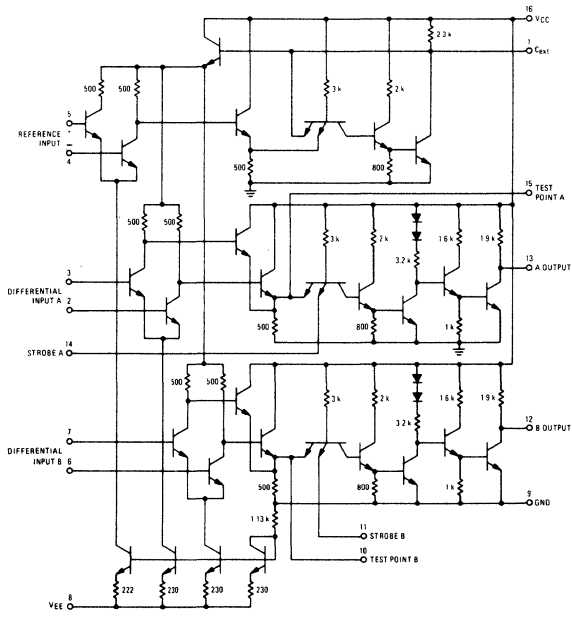 16
VCC
2.3 k
1
Cext
500
500
3 k
2 k
5
REFERENCE
+
INPUT
−
4
500
800
15
TEST
POINT A
500
500
3 k
2 k
1.6 k
1.9 k
3.2 k
13
A OUTPUT
3
DIFFERENTIAL
INPUT A
2
500
800
1 k
14
STROBE A
500
500
3 k
2 k
1.6 k
1.9 k
3.2 k
12
B OUTPUT
7
DIFFERENTIAL
INPUT B
6
500
800
1 k
9
GND
1.13 k
11
STROBE B
10
TEST POINT B
8
VEE
222
230
230
230